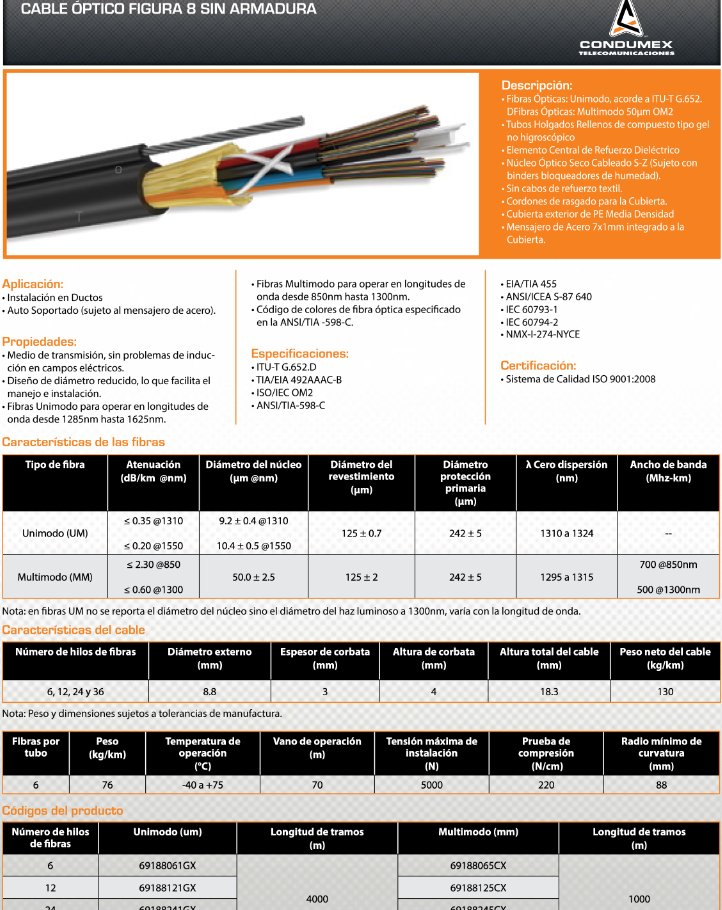 CABLE ÓPTICO FIGURA 8 SIN ARMADURA
CONDUMEX
TELECOMUNICACIONES
Descripción:
• Fibras Ópticas: Unimodo, acorde a ITU-T G.652.
DFibras Ópticas: Multimodo 50µm OM2
• Tubos Holgados Rellenos de compuesto tipo gel
no higroscópico
• Elemento Central de Refuerzo Dieléctrico
• Núcleo Óptico Seco Cableado S-Z (Sujeto con
binders bloqueadores de humedad).
• Sin cabos de refuerzo textil.
• Cordones de rasgado para la Cubierta.
• Cubierta exterior de PE Media Densidad
• Mensajero de Acero 7x1mm integrado a la
Cubierta.
Aplicación:
• Instalación en Ductos
• Auto Soportado (sujeto al mensajero de acero).
Propiedades:
• Medio de transmisión, sin problemas de induc-
ción en campos eléctricos.
• Diseño de diámetro reducido, lo que facilita el
manejo e instalación.
• Fibras Unimodo para operar en longitudes de
onda desde 1285nm hasta 1625nm.
• Fibras Multimodo para operar en longitudes de
onda desde 850nm hasta 1300nm.
• Código de colores de fibra óptica especificado
en la ANSI/TIA -598-C.
Especificaciones:
• ITU-T G.652.D
• TIA/EIA 492AAAC-B
• ISO/IEC OM2
• ANSI/TIA-598-C
• EIA/TIA 455
• ANSI/ICEA S-87 640
• IEC 60793-1
• IEC 60794-2
• NMX-I-274-NYCE
Certificación:
• Sistema de Calidad ISO 9001:2008
Características de las fibras
Tipo de fibra Atenuación (dB/km @nm) Diámetro del núcleo (µm @nm) Diámetro del revestimiento (µm) Diámetro protección primaria (µm) λ Cero dispersión (nm) Ancho de banda (Mhz-km)
Unimodo (UM) ≤ 0.35 @1310 ≤ 0.20 @1550 9.2 ± 0.4 @1310 10.4 ± 0.5 @1550 125 ± 0.7 242 ± 5 1310 a 1324 --
Multimodo (MM) ≤ 2.30 @850 ≤ 0.60 @1300 50.0 ± 2.5 125 ± 2 242 ± 5 1295 a 1315 700 @850nm 500 @1300nm
Nota: en fibras UM no se reporta el diámetro del núcleo sino el diámetro del haz luminoso a 1300nm, varía con la longitud de onda.
Características del cable
Número de hilos de fibras Diámetro externo (mm) Espesor de corbata (mm) Altura de corbata (mm) Altura total del cable (mm) Peso neto del cable (kg/km)
6, 12, 24 y 36 8.8 3 4 18.3 130
Nota: Peso y dimensiones sujetos a tolerancias de manufactura.
Fibras por tubo Peso (kg/km) Temperatura de operación (°C) Vano de operación (m) Tensión máxima de instalación (N) Prueba de compresión (N/cm) Radio mínimo de curvatura (mm)
6 76 -40 a +75 70 5000 220 88
Códigos del producto
Número de hilos de fibras Unimodo (um) Longitud de tramos (m) Multimodo (mm) Longitud de tramos (m)
6 69188061GX 69188065CX
12 69188121GX 69188125CX
4000 1000
24 69188241GX 69188245CX